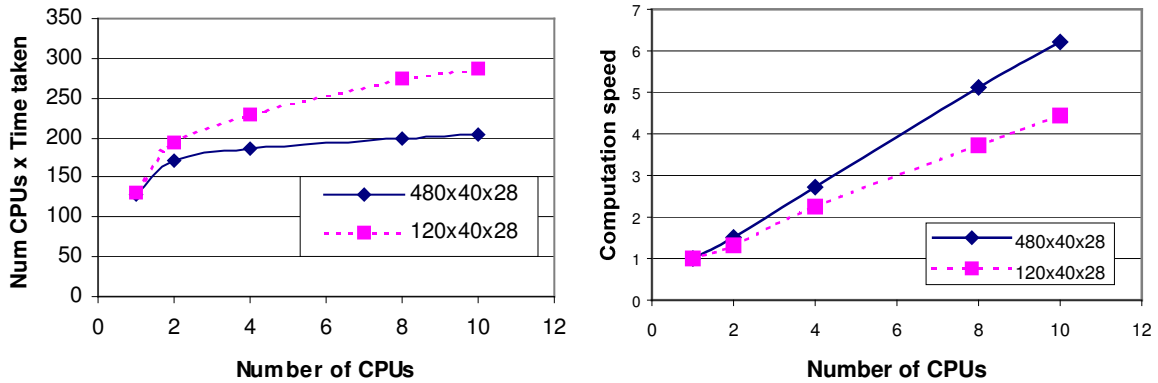 350
300
250
200
150
100
50
0
0 2 4 6 8 10 12
Num CPUs x Time taken
Number of CPUs
480x40x28
120x40x28
7
6
5
4
3
2
1
0
0 2 4 6 8 10 12
Computation speed
Number of CPUs
480x40x28
120x40x28